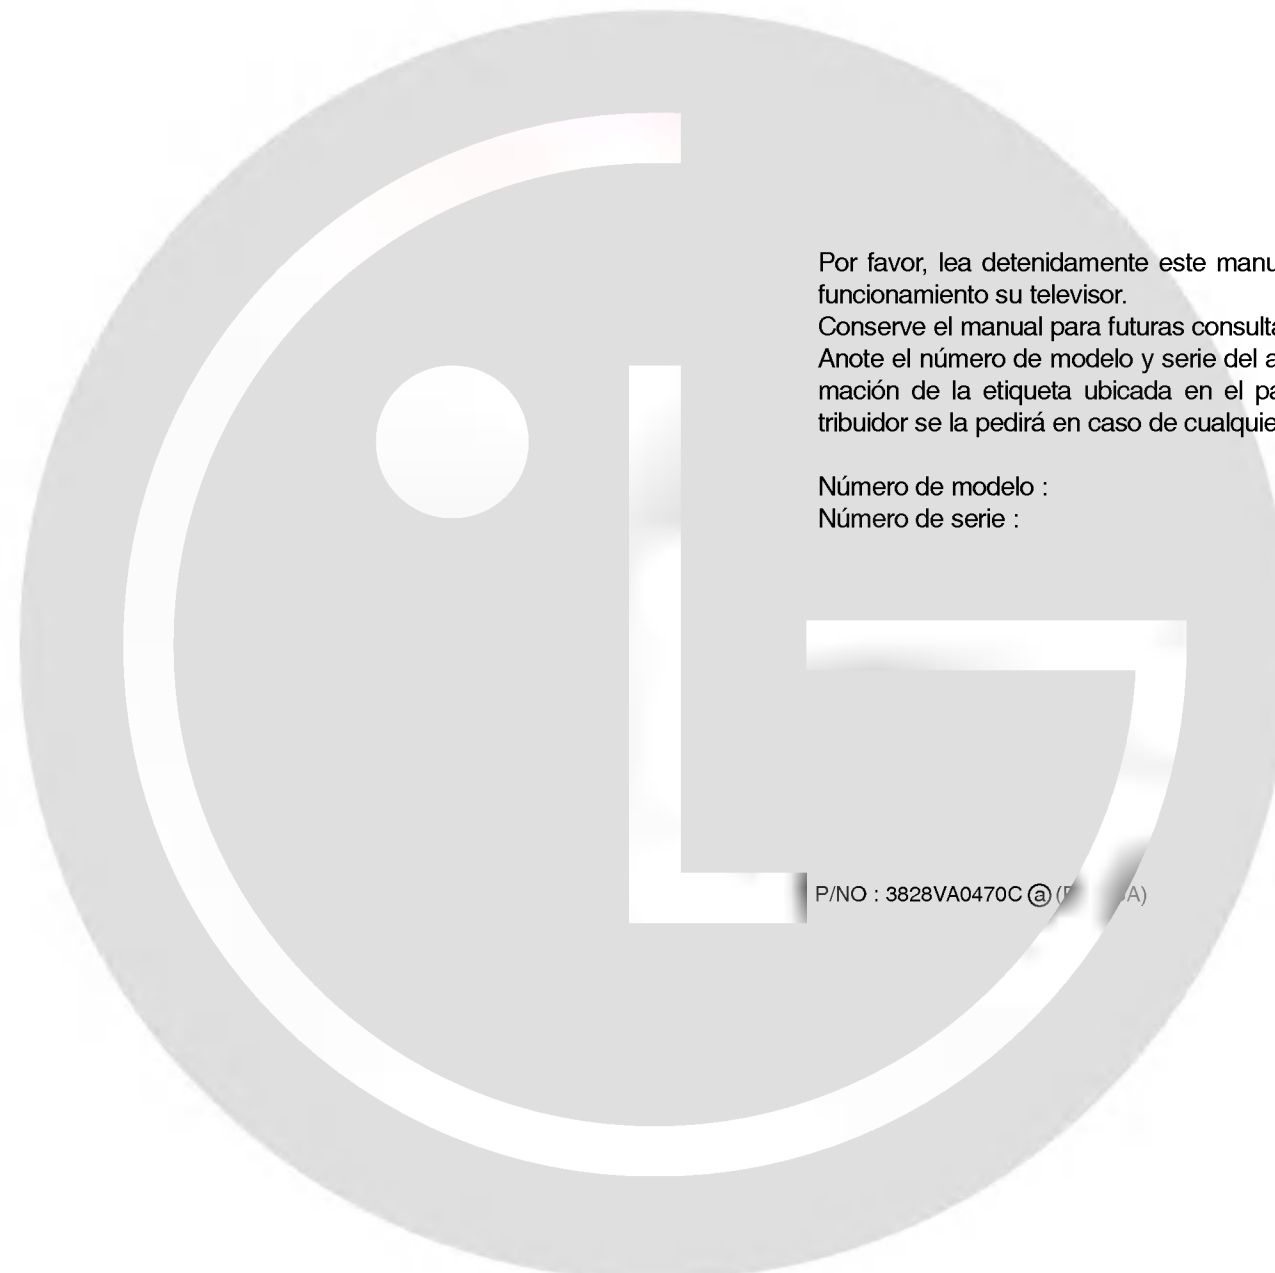 Por favor, lea detenidamente este manu
funcionamiento su televisor.
Conserve el manual para futuras consulta
Anote el número de modelo y serie del a
mación de la etiqueta ubicada en el pa
tribuidor se la pedirá en caso de cualquie
Número de modelo :
Número de serie :
P/NO : 3828VA0470C ⓐ